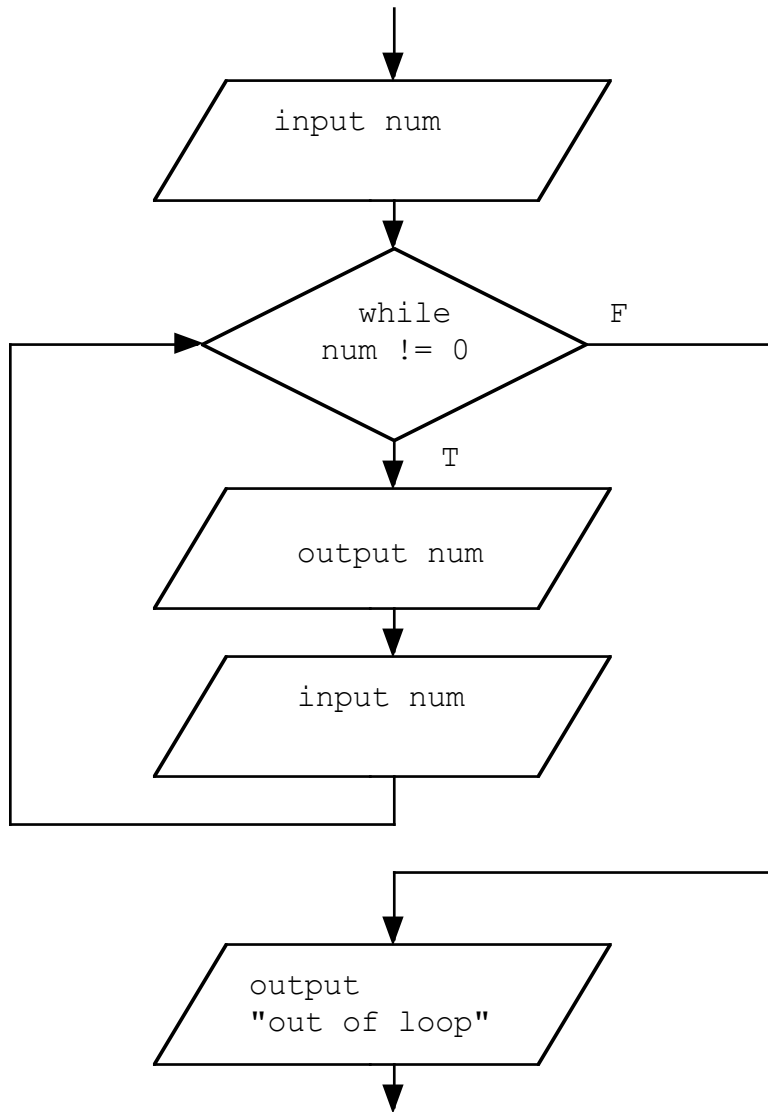 input num
while
num != 0
F
T
output num
input num
output
"out of loop"